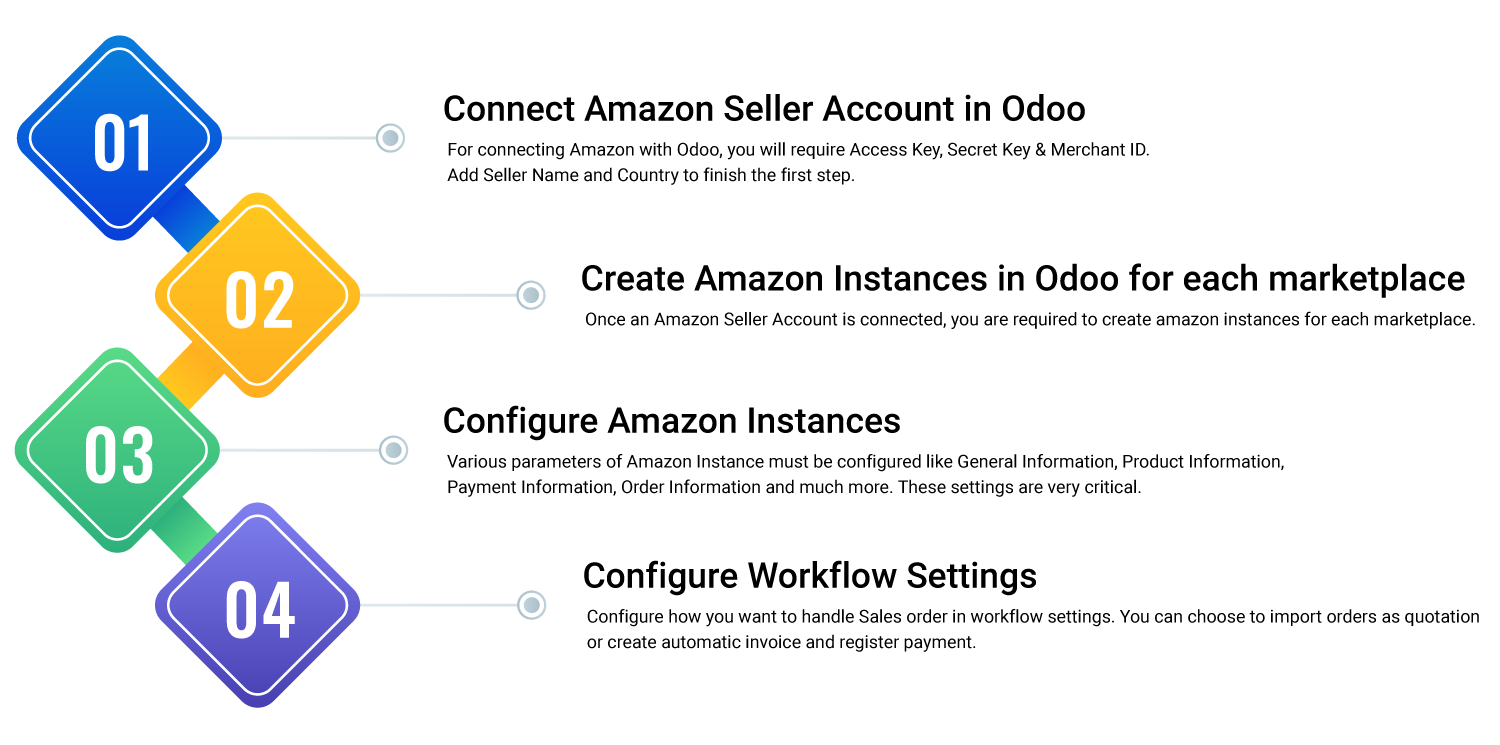 01
Connect Amazon Seller Account in Odoo
For connecting Amazon with Odoo, you will require Access Key, Secret Key & Merchant ID.
Add Seller Name and Country to finish the first step.
02
Create Amazon Instances in Odoo for each marketplace
Once an Amazon Seller Account is connected, you are required to create amazon instances for each marketplace.
03
Configure Amazon Instances
Various parameters of Amazon Instance must be configured like General Information, Product Information,
Payment Information, Order Information and much more. These settings are very critical.
04
Configure Workflow Settings
Configure how you want to handle Sales order in workflow settings. You can choose to import orders as quotation
or create automatic invoice and register payment.